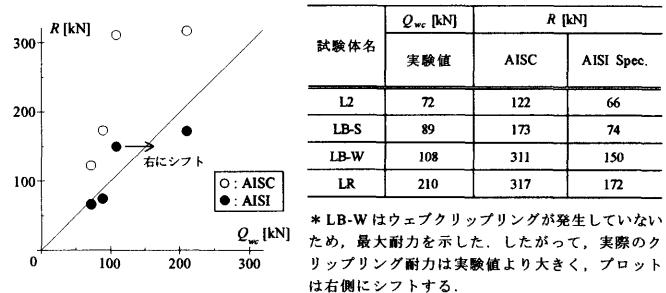 R [kN]
300
200
100
0
100
200
300
Q_wc [kN]
右にシフト
○ : AISC
● : AISI
試験体名
Q_wc [kN]
R [kN]
実験値
AISC
AISI Spec.
L2 72 122 66
LB-S 89 173 74
LB-W 108 311 150
LR 210 317 172
＊LB-Wはウェブクリップリングが発生していない
ため，最大耐力を示した．したがって，実際のク
リップリング耐力は実験値より大きく，プロット
は右側にシフトする．